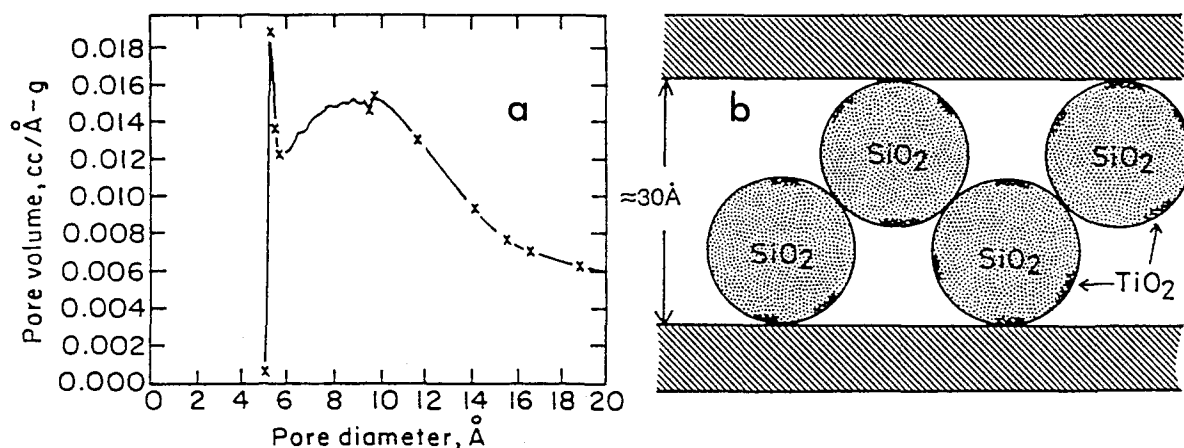 Pore volume, cc/Å-g
0.018
0.016
0.014
0.012
0.010
0.008
0.006
0.004
0.002
0.000
0 2 4 6 8 10 12 14 16 18 20
Pore diameter, Å
a
b
≈30Å
SiO2
SiO2
SiO2
SiO2
TiO2